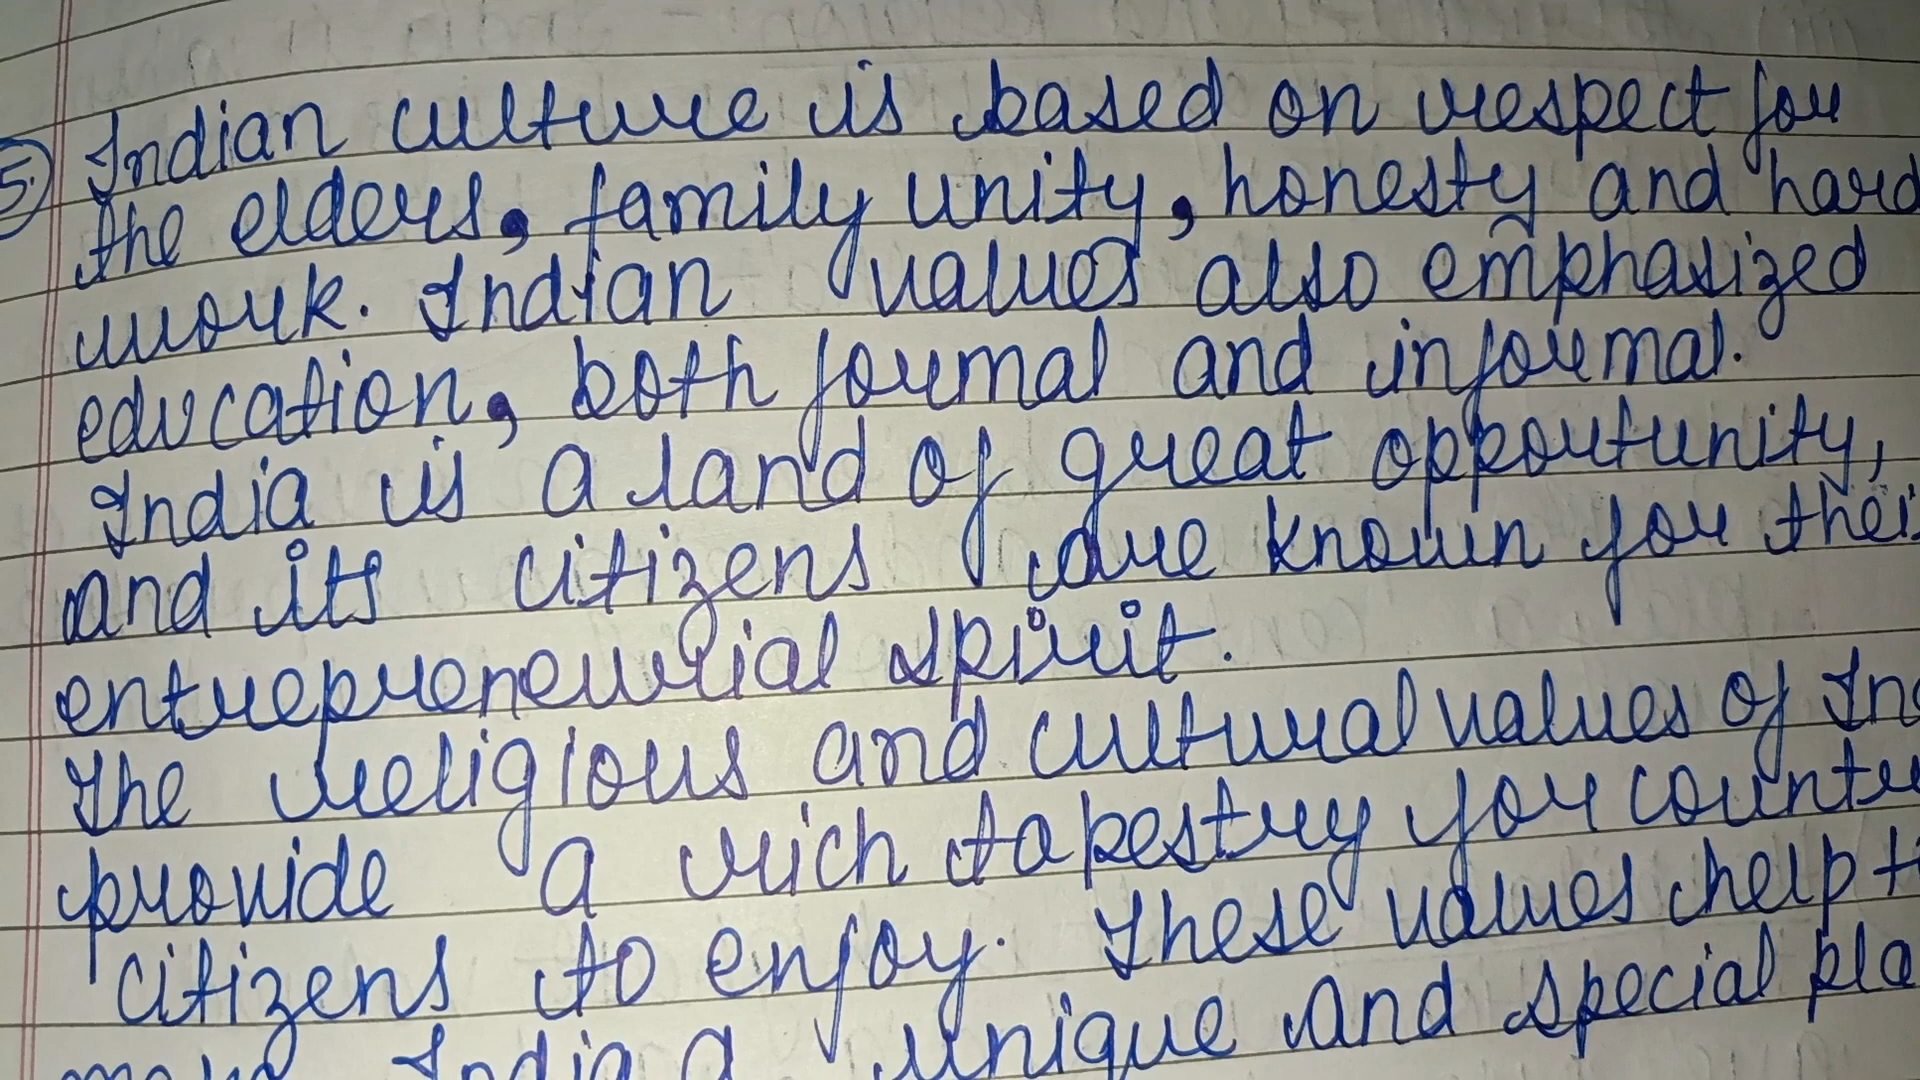 5. Indian culture is based on respect for
the elders, family unity, honesty and hard
work. Indian values also emphasized
education, both formal and informal.
India is a land of great opportunity,
and its citizens are known for their
entrepreneurial spirit.
The religious and cultural values of Ind
provide a rich tapestry for countr
citizens to enjoy. These values help t
India a unique and special pla